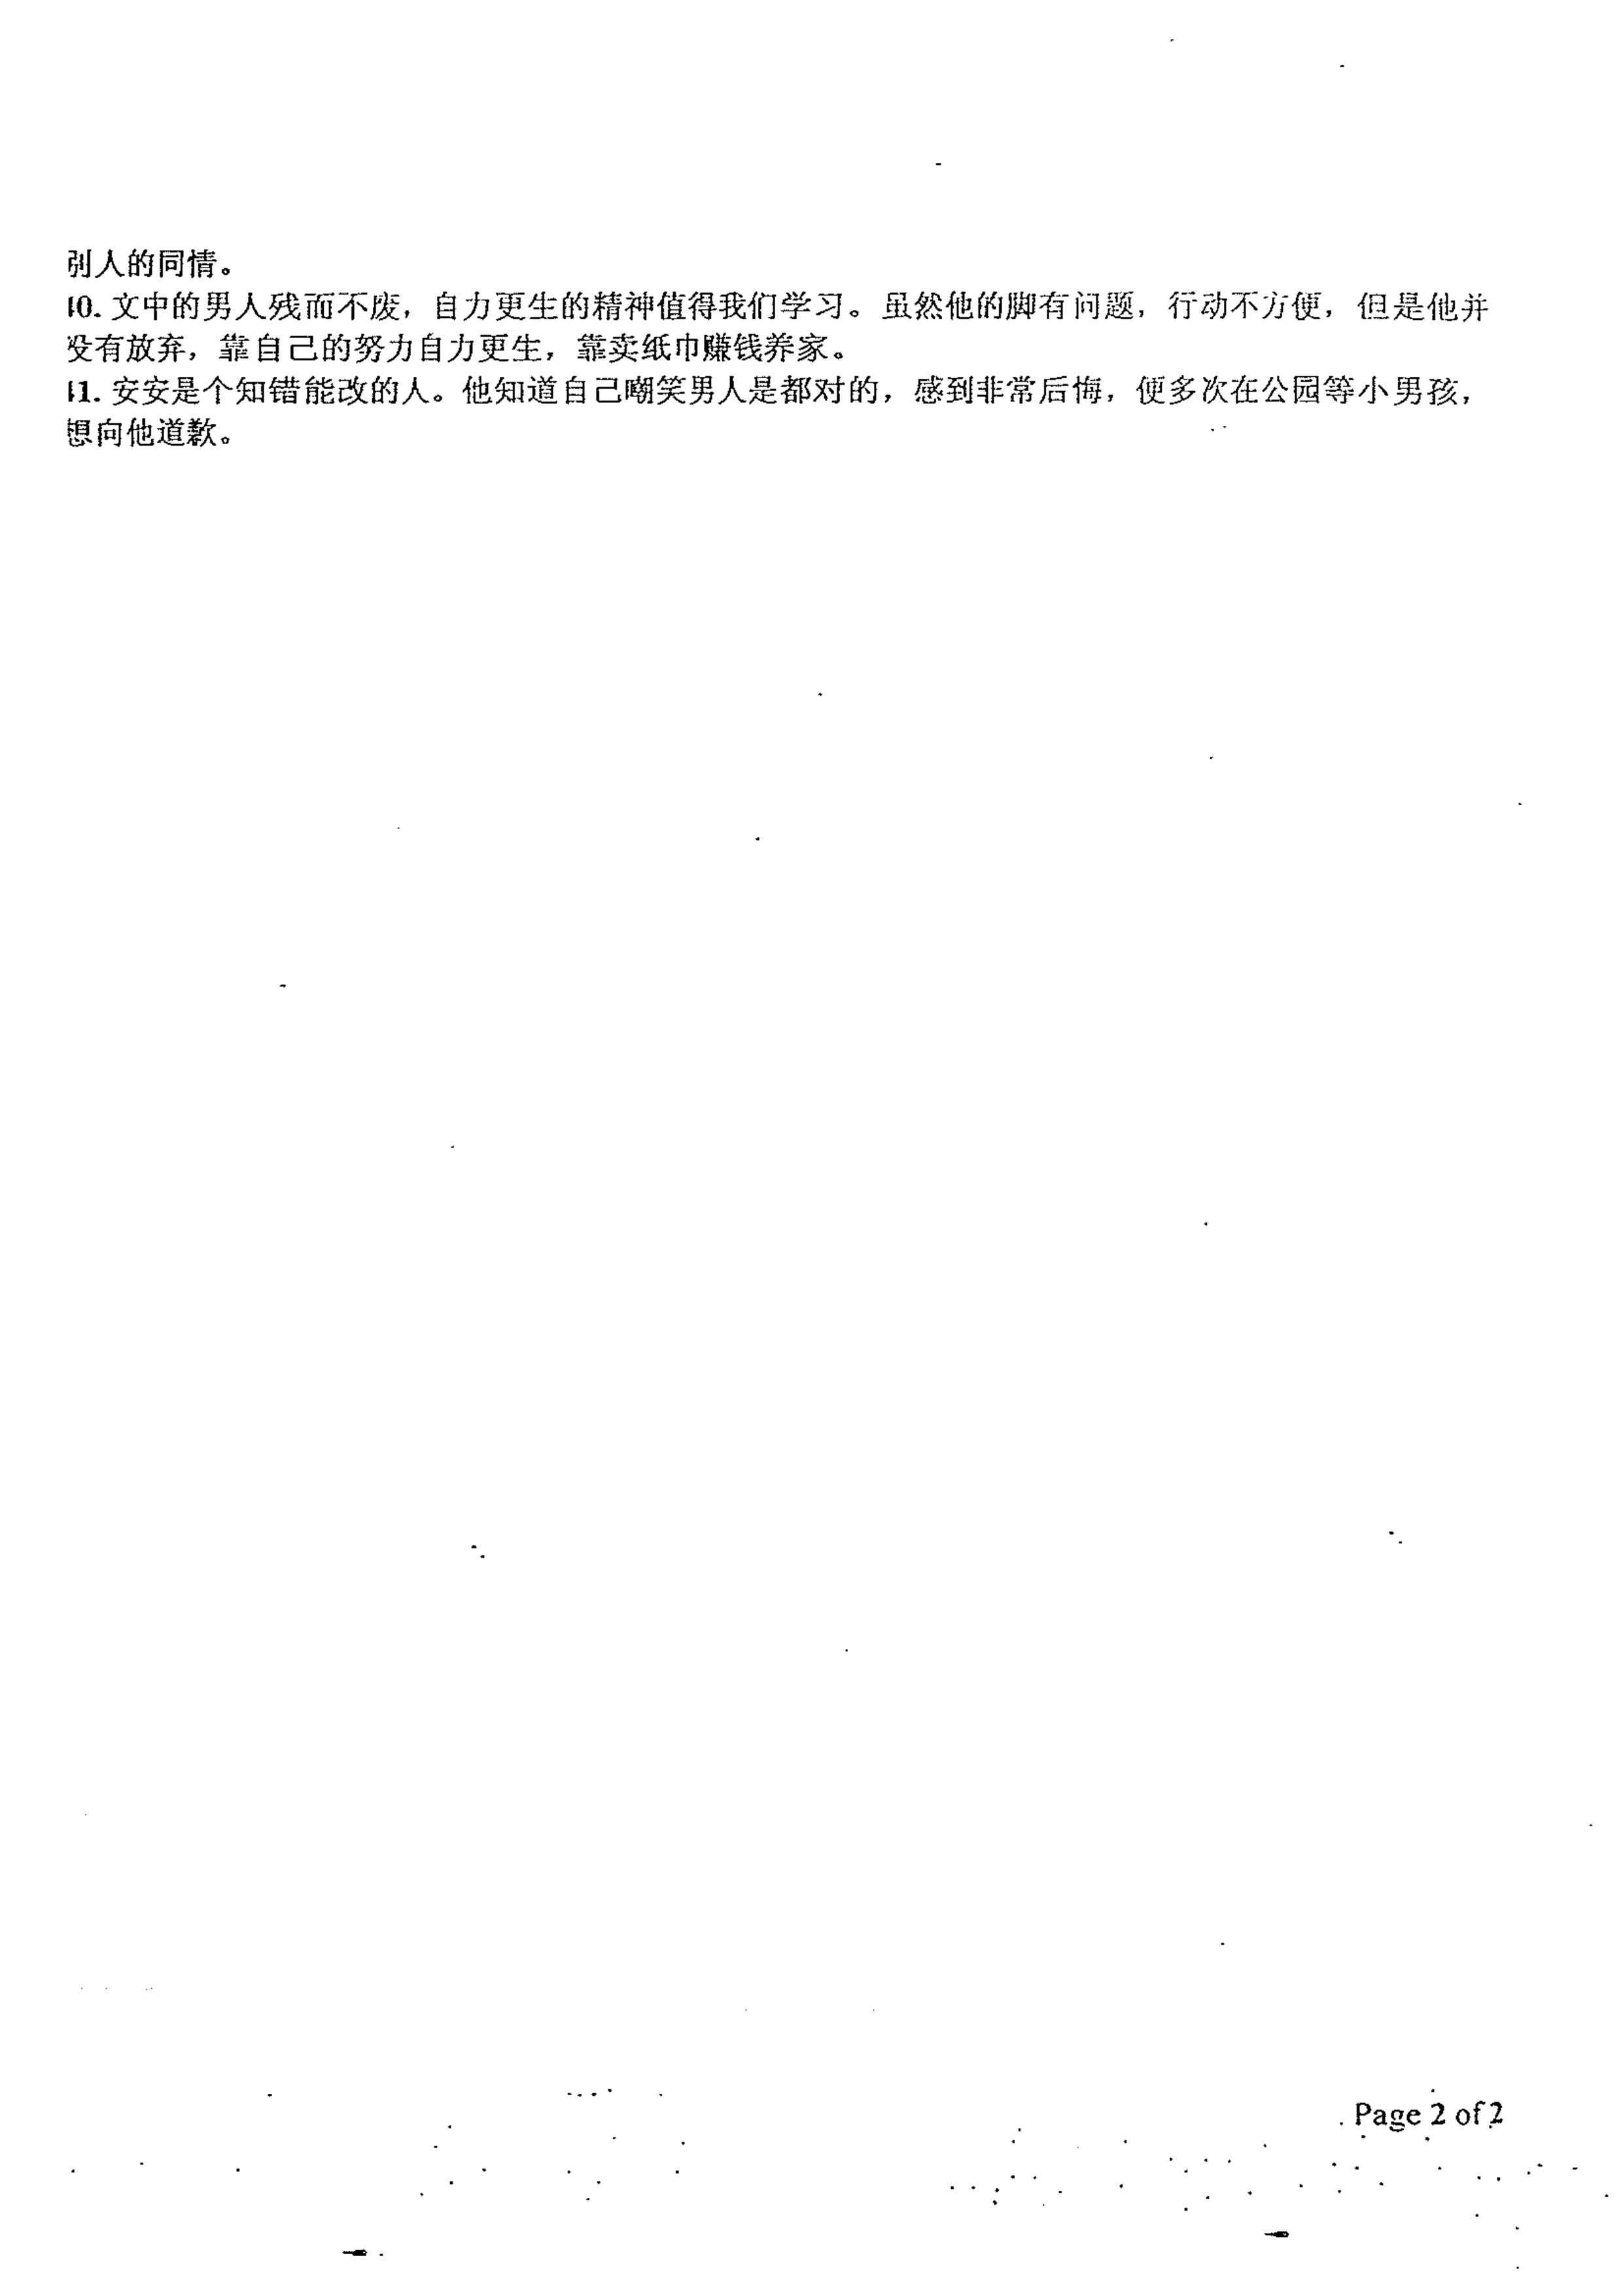 别人的同情。
10. 文中的男人残而不废，自力更生的精神值得我们学习。虽然他的脚有问题，行动不方便，但是他并
没有放弃，靠自己的努力自力更生，靠卖纸巾赚钱养家。
11. 安安是个知错能改的人。他知道自己嘲笑男人是都对的，感到非常后悔，便多次在公园等小男孩，
想向他道歉。
Page 2 of 2